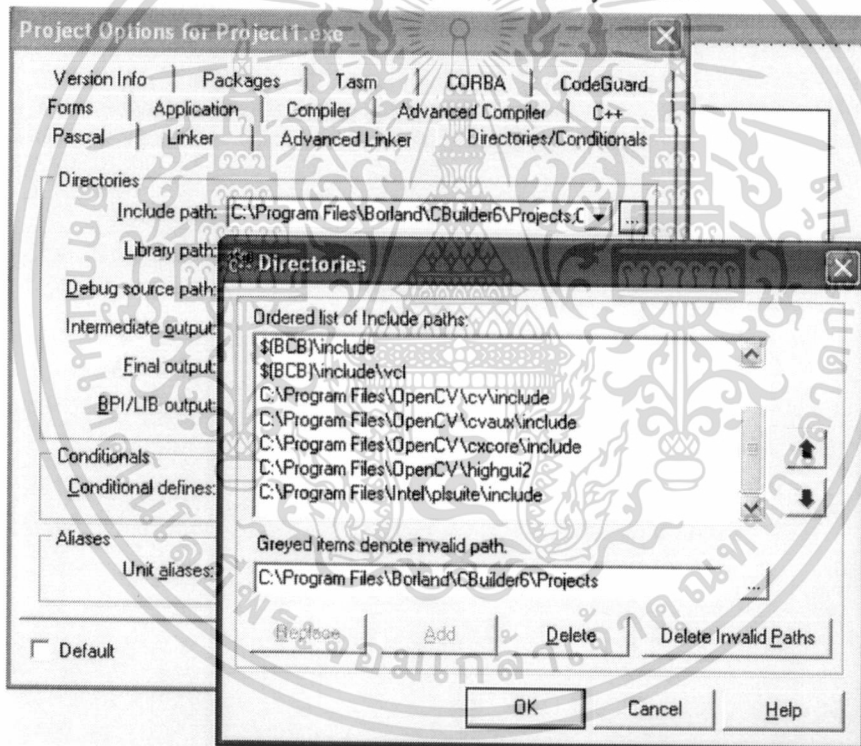 Project Options for Project1.exe
Version Info | Packages | Tasm | CORBA | CodeGuard
Forms | Application | Compiler | Advanced Compiler | C++
Pascal | Linker | Advanced Linker | Directories/Conditionals
Directories
Include path: C:\Program Files\Borland\CBuilder6\Projects;C ...
Library path:
Debug source path:
Intermediate output:
Final output:
BPI/LIB output:
Conditionals
Conditional defines:
Aliases
Unit aliases:
Default
Directories
Ordered list of Include paths:
$(BCB)\include
$(BCB)\include\vcl
C:\Program Files\OpenCV\cv\include
C:\Program Files\OpenCV\cvaux\include
C:\Program Files\OpenCV\cxcore\include
C:\Program Files\OpenCV\highgui2
C:\Program Files\Intel\plsuite\include
Greyed items denote invalid path.
C:\Program Files\Borland\CBuilder6\Projects ...
Replace Add Delete Delete Invalid Paths
OK Cancel Help